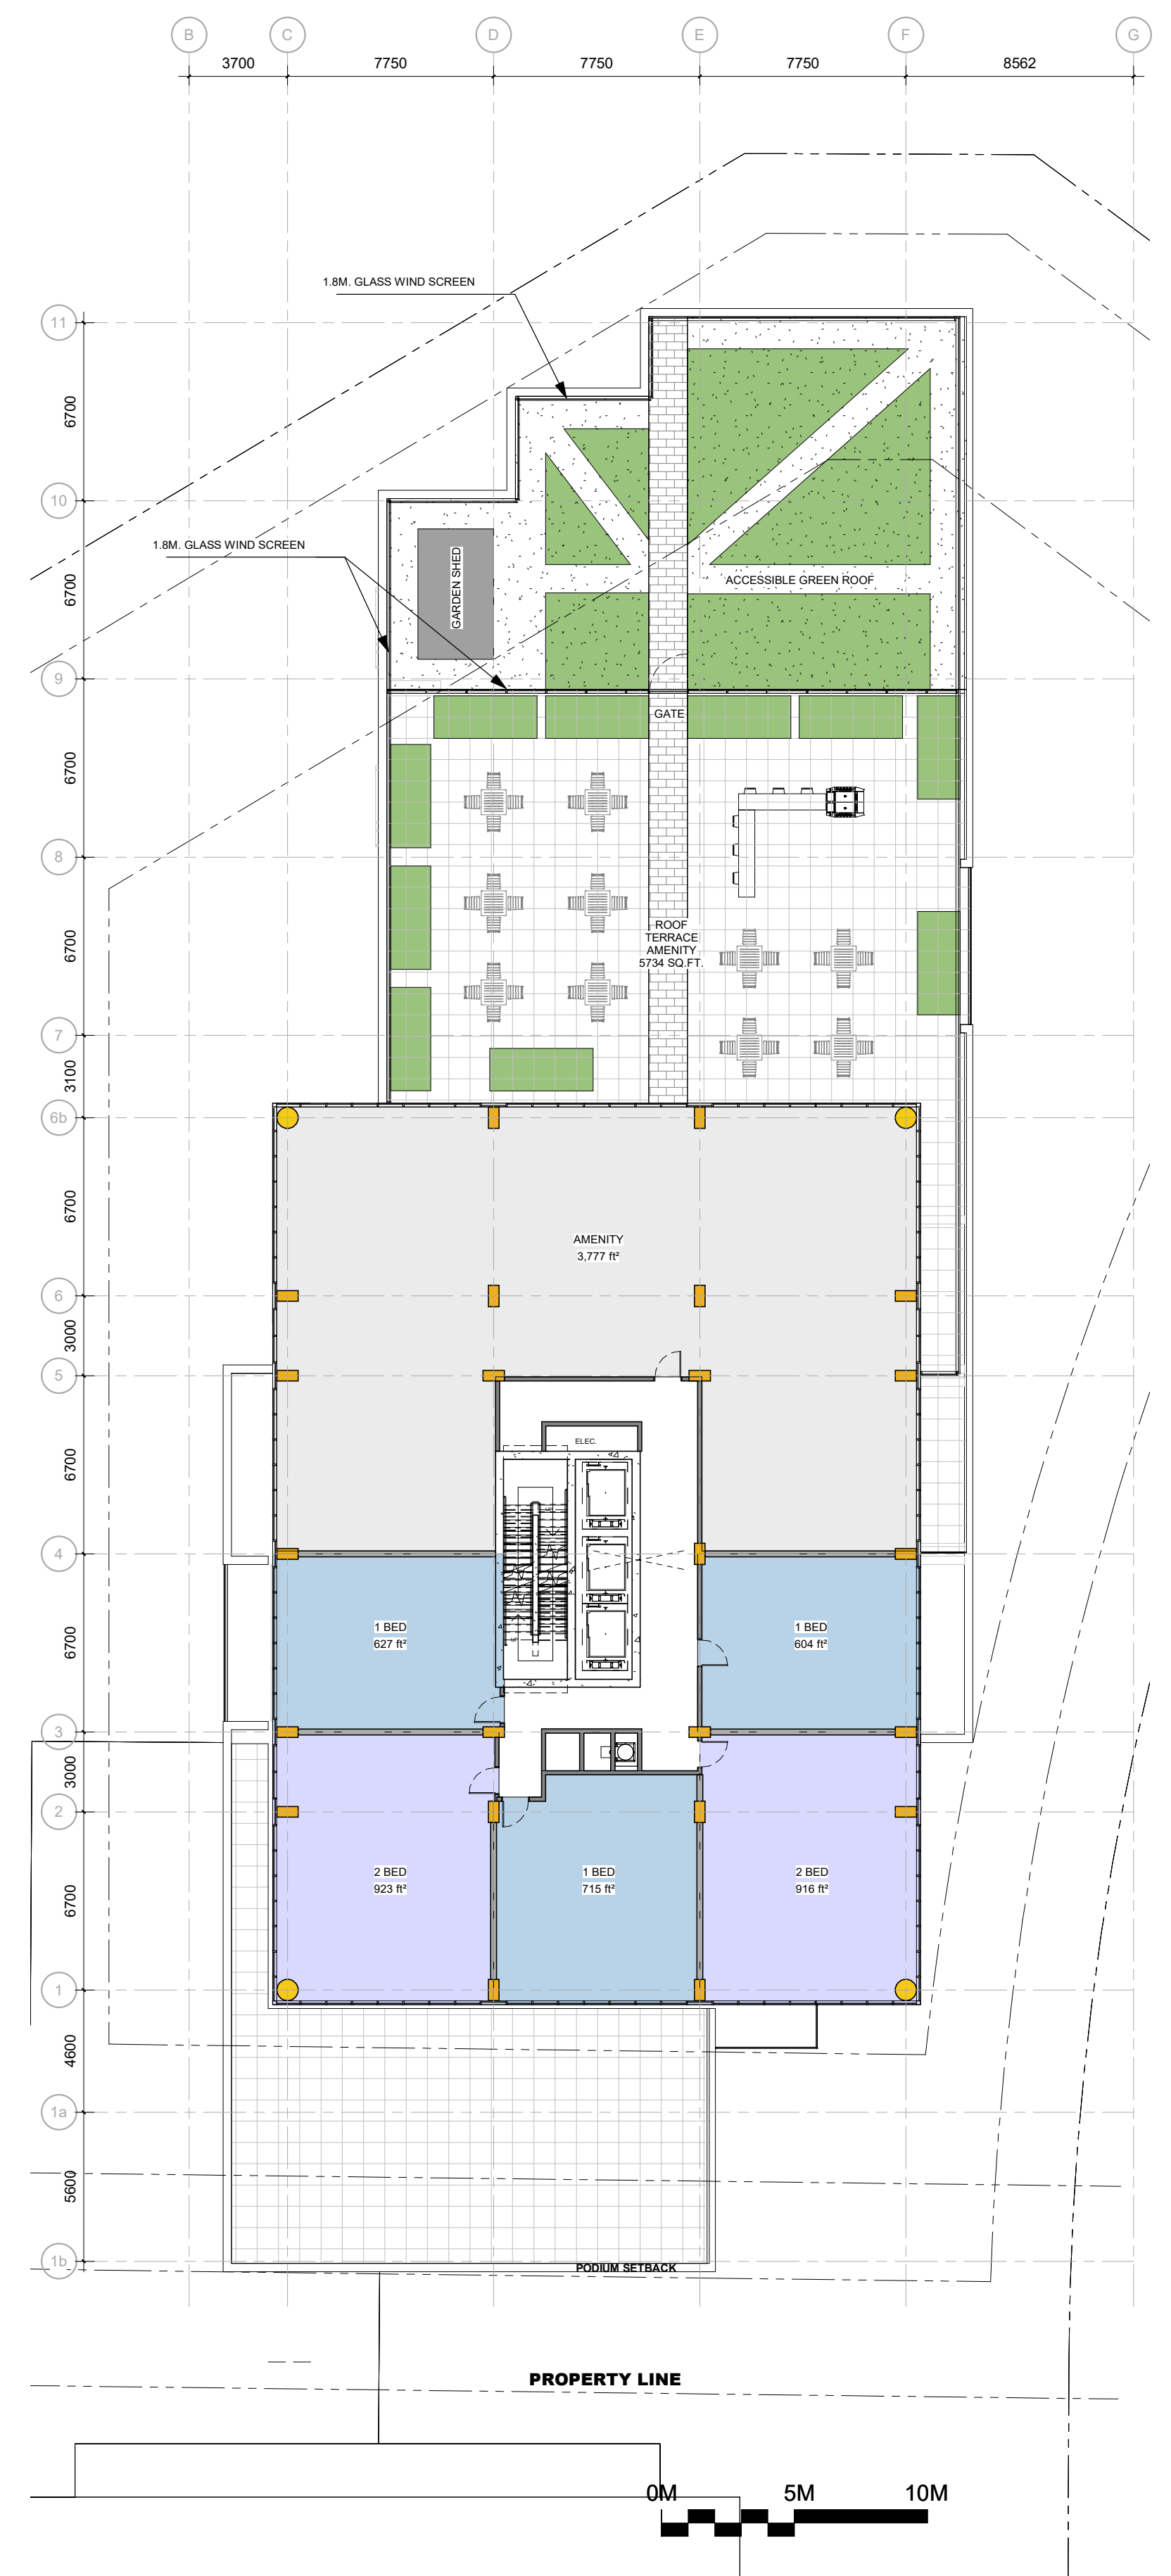 B
C
D
E
F
G
3700
7750
7750
7750
8562
1.8M. GLASS WIND SCREEN
11
6700
10
1.8M. GLASS WIND SCREEN
GARDEN SHED
6700
ACCESSIBLE GREEN ROOF
9
GATE
6700
8
ROOF
TERRACE
AMENITY
5734 SQ.FT.
6700
7
3100
6b
6700
AMENITY
3,777 ft²
6
3000
5
ELEC.
6700
4
1 BED
627 ft²
1 BED
604 ft²
6700
3
3000
2
2 BED
923 ft²
1 BED
715 ft²
2 BED
916 ft²
6700
1
4600
1a
5600
1b
PODIUM SETBACK
PROPERTY LINE
0M
5M
10M